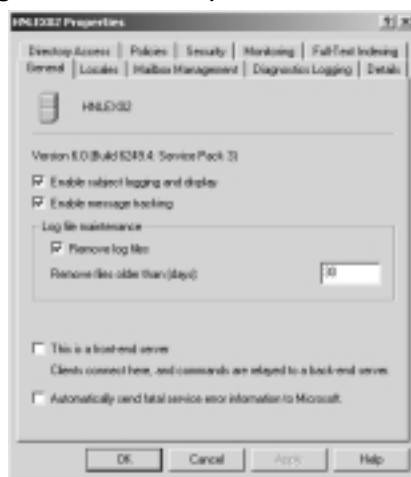 HNLEX02 Properties
Directory Access Policies Security Monitoring Full-Text Indexing
General Locales Mailbox Management Diagnostics Logging Details
HNLEX02
Version 6.0 (Build 6249.4: Service Pack 3)
Enable subject logging and display
Enable message tracking
Log file maintenance
Remove log files
Remove files older than (days):
This is a front-end server
Clients connect here, and commands are relayed to a back-end server.
Automatically send fatal service error information to Microsoft.
OK Cancel Apply Help